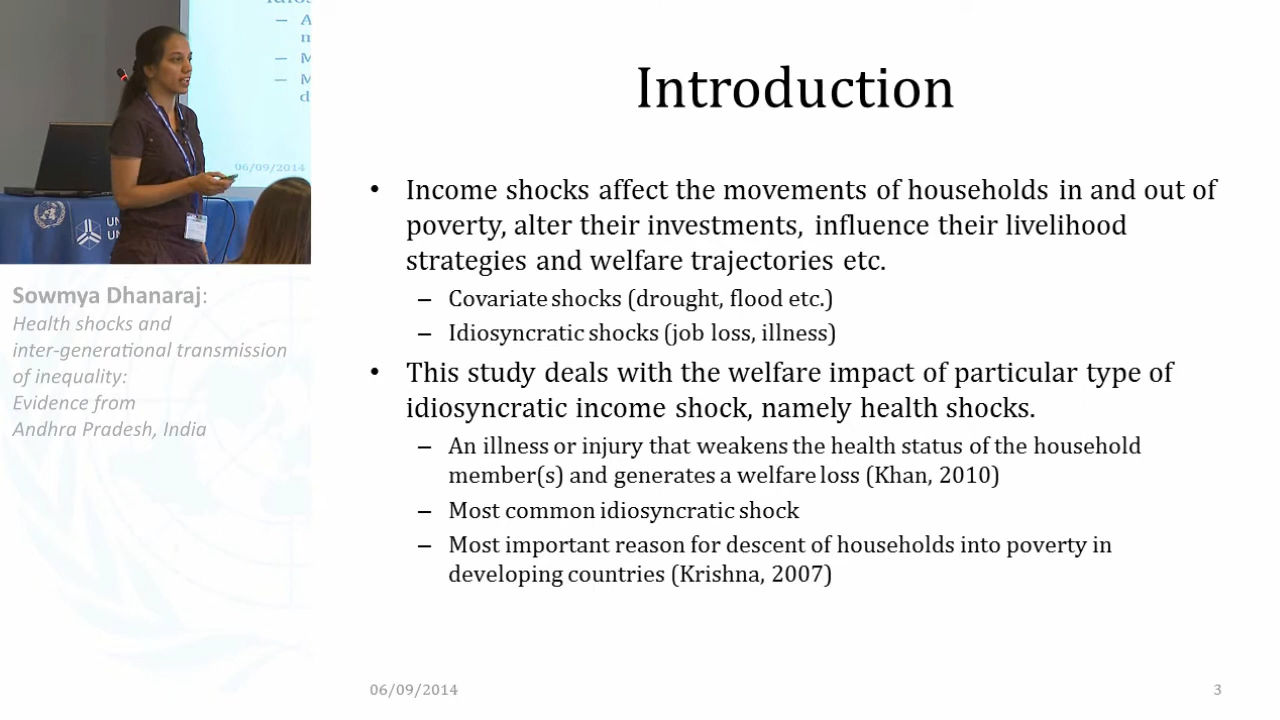 Introduction
• Income shocks affect the movements of households in and out of
poverty, alter their investments, influence their livelihood
strategies and welfare trajectories etc.
– Covariate shocks (drought, flood etc.)
– Idiosyncratic shocks (job loss, illness)
• This study deals with the welfare impact of particular type of
idiosyncratic income shock, namely health shocks.
– An illness or injury that weakens the health status of the household
member(s) and generates a welfare loss (Khan, 2010)
– Most common idiosyncratic shock
– Most important reason for descent of households into poverty in
developing countries (Krishna, 2007)
06/09/2014
3
Sowmya Dhanaraj:
Health shocks and
inter-generational transmission
of inequality:
Evidence from
Andhra Pradesh, India
– A
m
– M
– M
d
06/09/2014
UN
UN